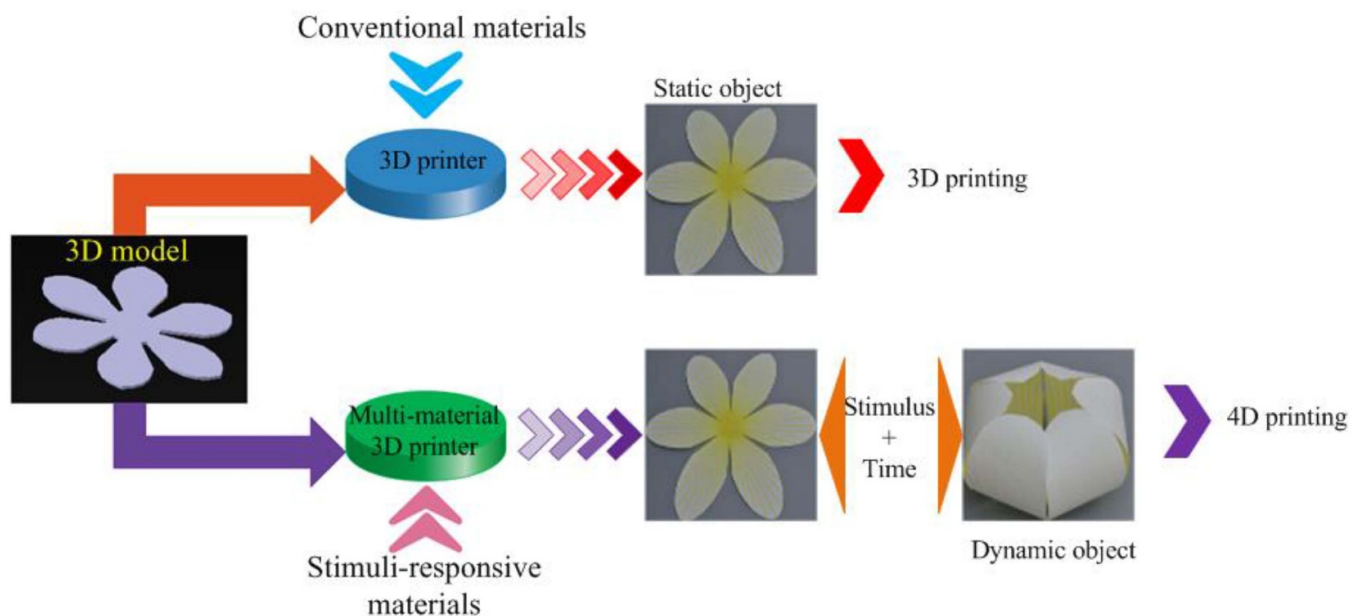 Conventional materials
Static object
3D printer
3D printing
3D model
Multi-material
3D printer
Stimulus
+
Time
4D printing
Dynamic object
Stimuli-responsive
materials